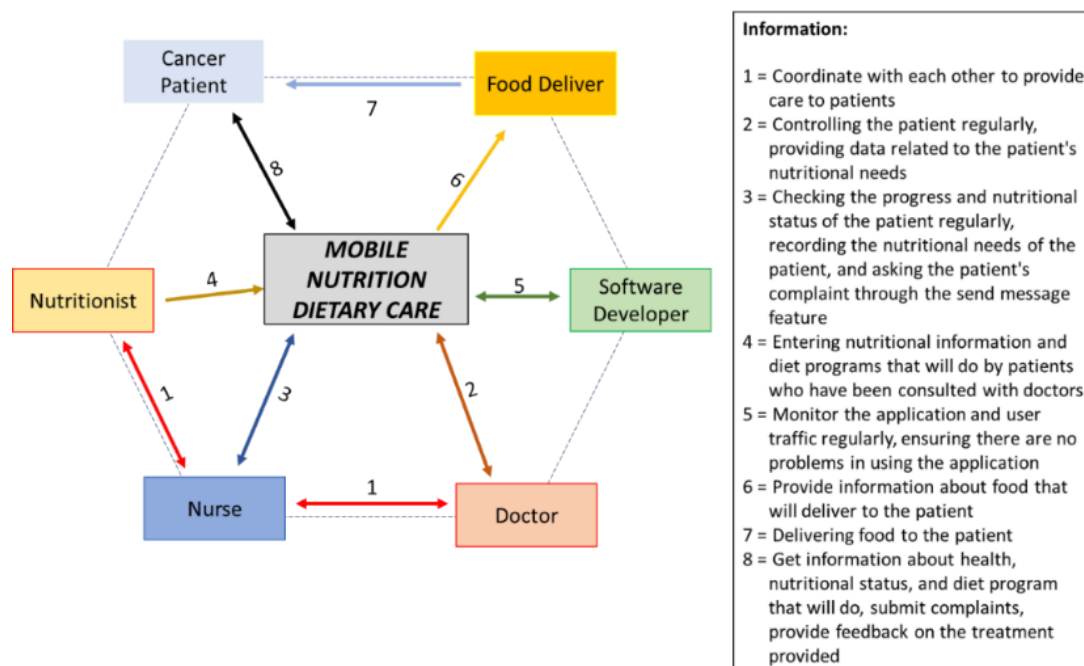 Cancer
Patient
Food Deliver
7
8
6
MOBILE
NUTRITION
DIETARY CARE
Nutritionist
4
5
Software
Developer
1
3
2
Nurse
1
Doctor
Information:
1 = Coordinate with each other to provide
care to patients
2 = Controlling the patient regularly,
providing data related to the patient's
nutritional needs
3 = Checking the progress and nutritional
status of the patient regularly,
recording the nutritional needs of the
patient, and asking the patient's
complaint through the send message
feature
4 = Entering nutritional information and
diet programs that will do by patients
who have been consulted with doctors
5 = Monitor the application and user
traffic regularly, ensuring there are no
problems in using the application
6 = Provide information about food that
will deliver to the patient
7 = Delivering food to the patient
8 = Get information about health,
nutritional status, and diet program
that will do, submit complaints,
provide feedback on the treatment
provided